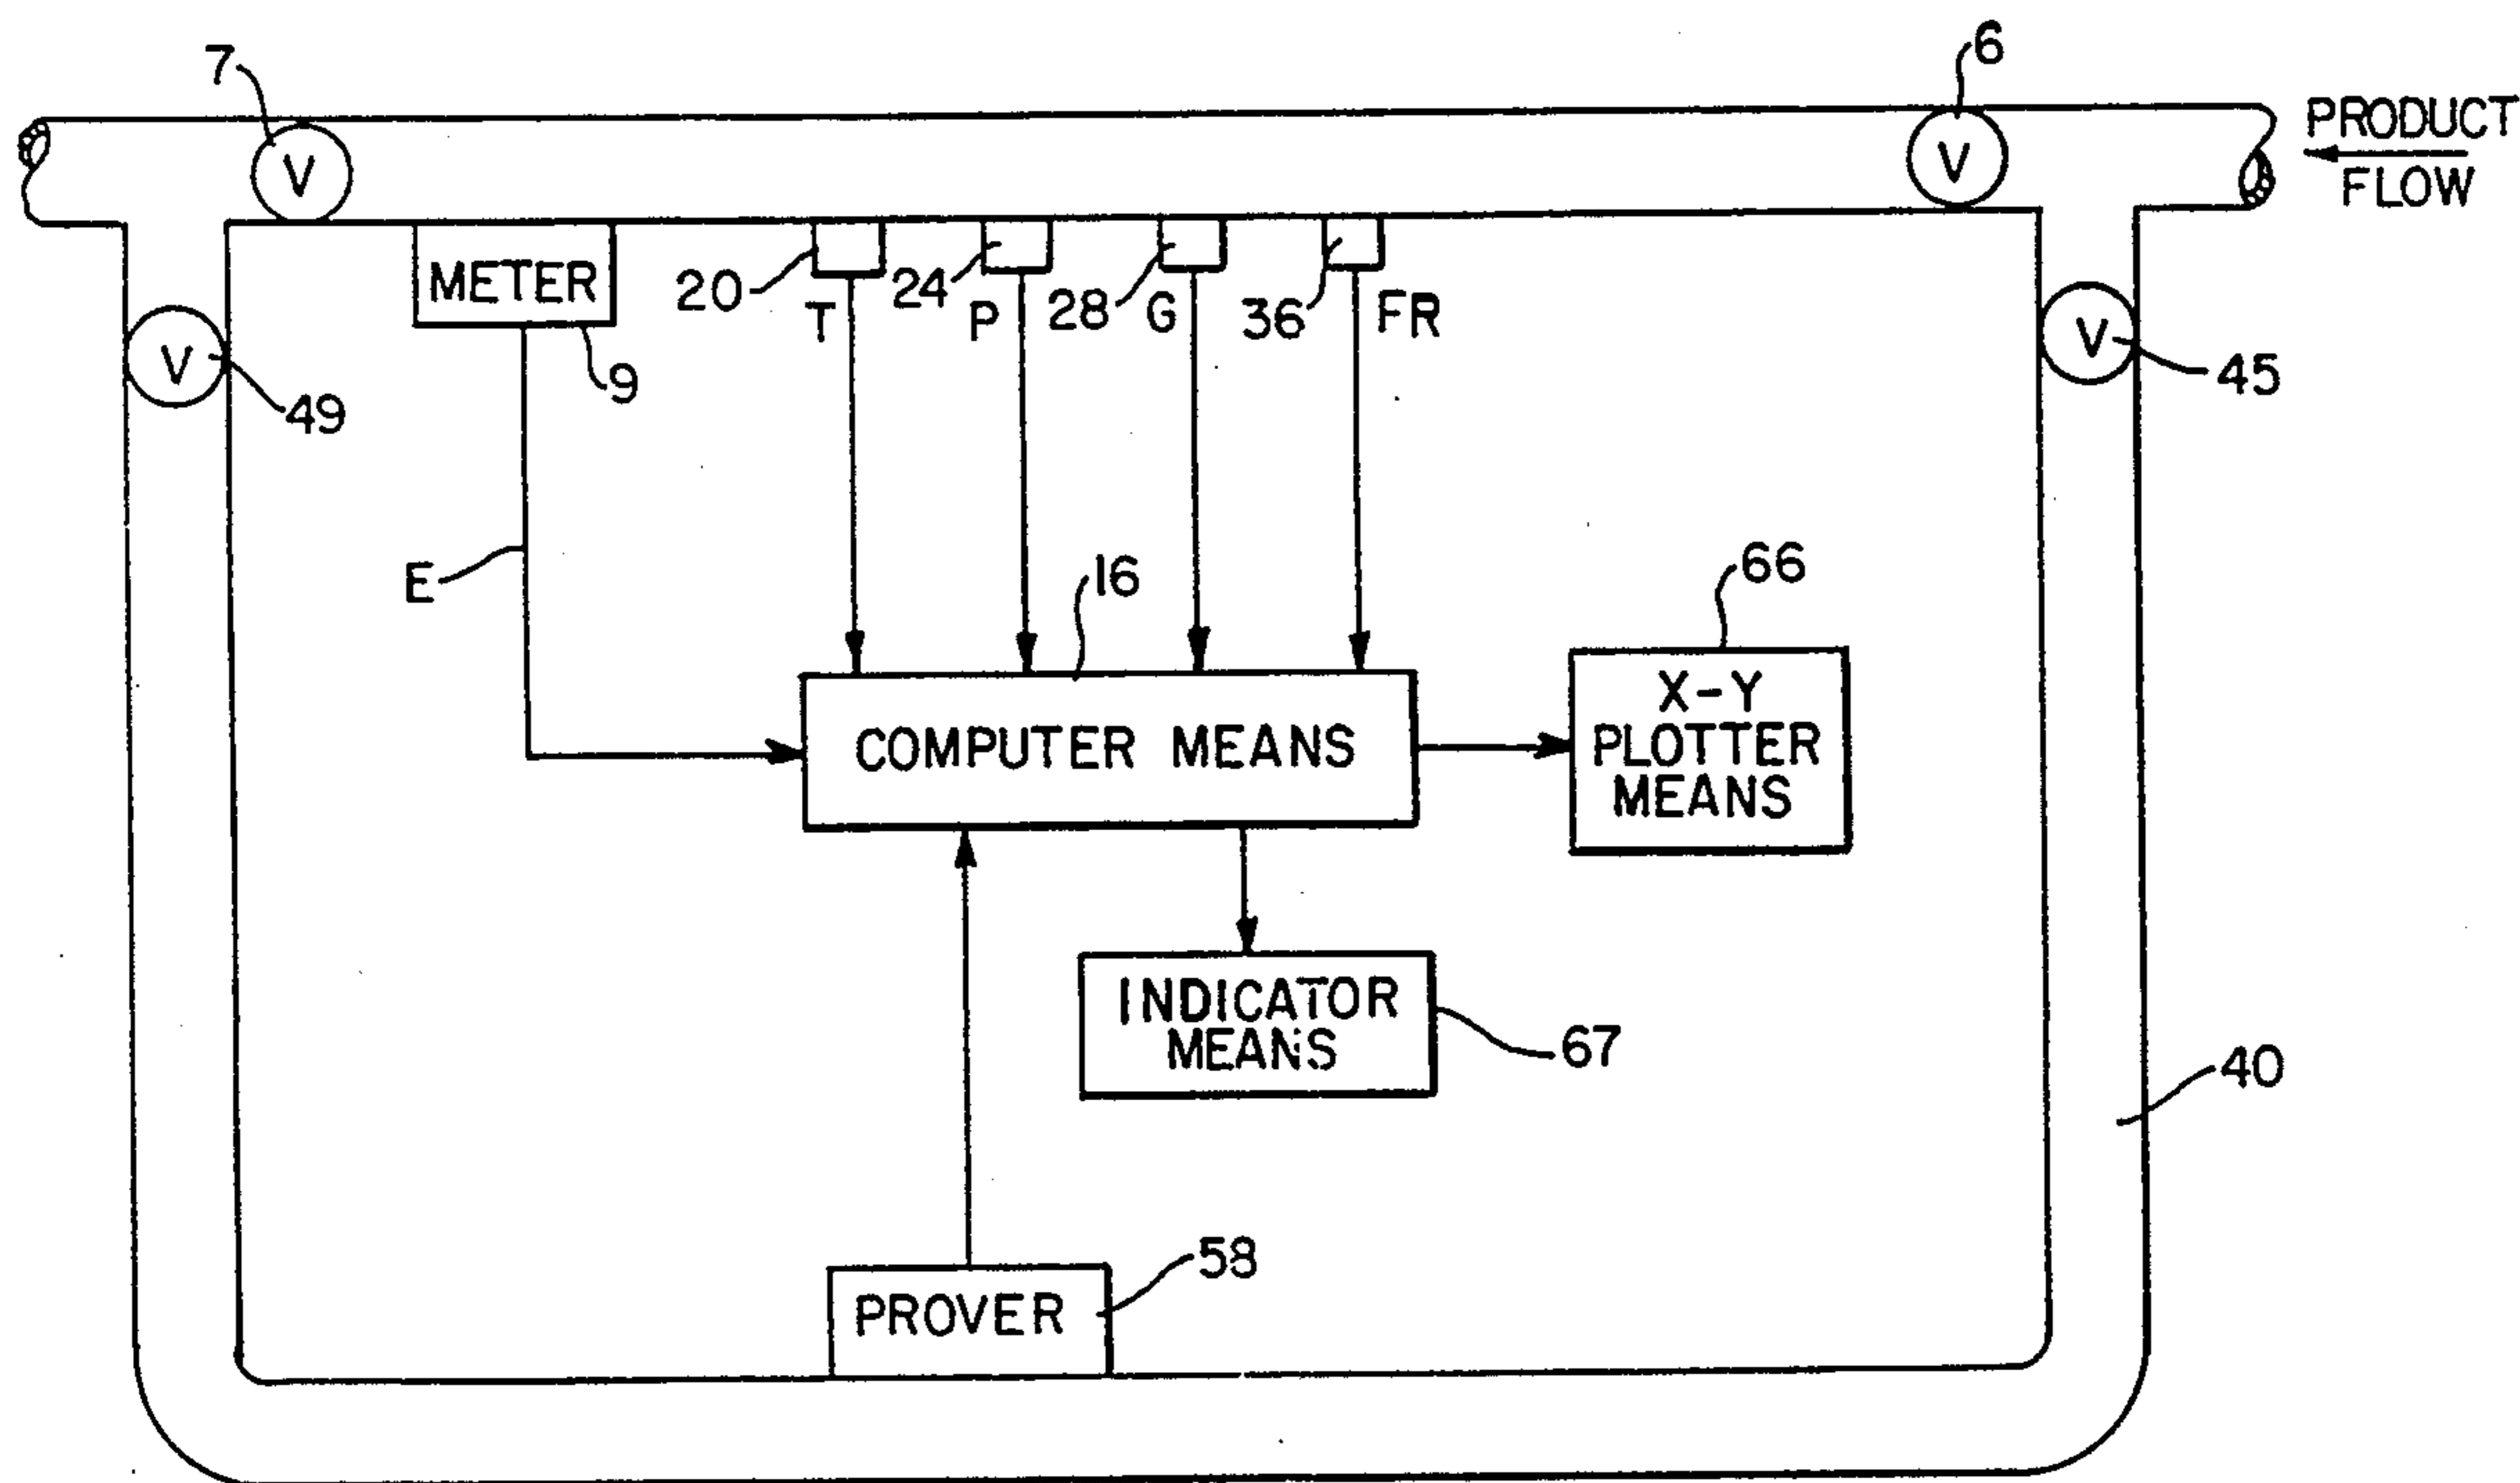 7
6
PRODUCT
FLOW
V
V
METER
20
24
28
36
T
P
G
FR
V
V
49
9
45
E
16
66
COMPUTER MEANS
X-Y
PLOTTER
MEANS
INDICATOR
MEANS
67
40
58
PROVER